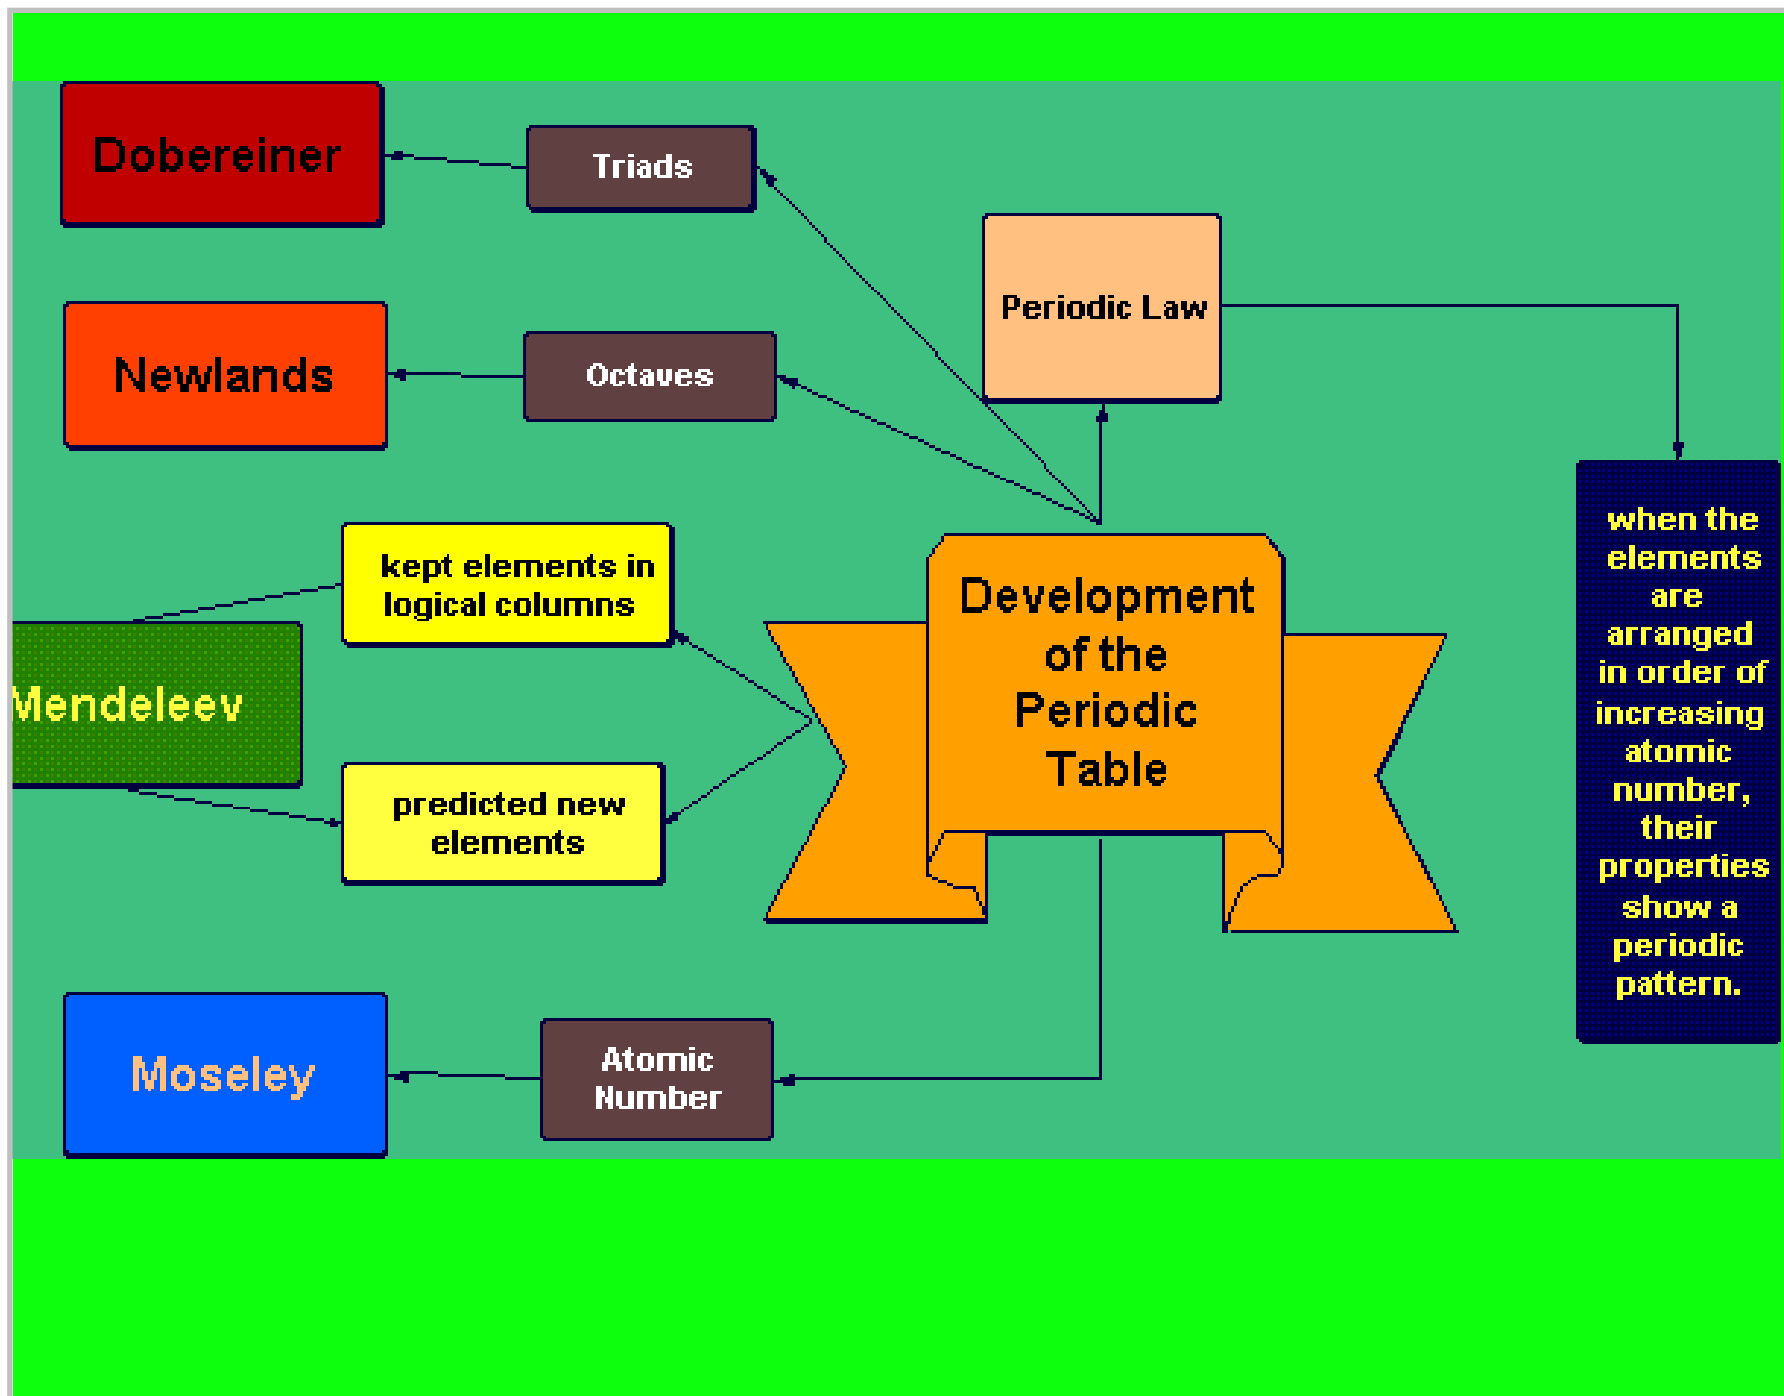 Dobereiner
Triads
Periodic Law
Newlands
Octaves
kept elements in
logical columns
Mendeleev
predicted new
elements
Development
of the
Periodic
Table
when the
elements
are
arranged
in order of
increasing
atomic
number,
their
properties
show a
periodic
pattern.
Moseley
Atomic
Number